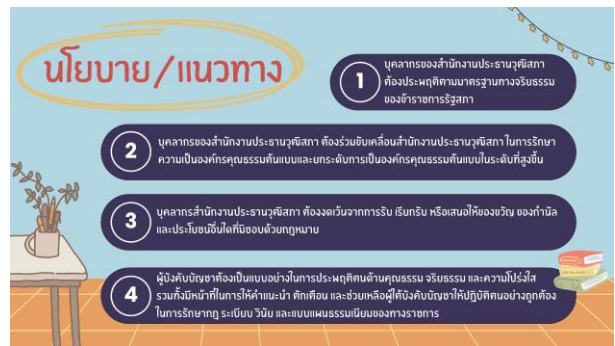 นโยบาย/แนวทาง
1
บุคลากรของสำนักงานประธานวุฒิสภา
ต้องประพฤติตามมาตรฐานทางจริยธรรม
ของข้าราชการรัฐสภา
2
บุคลากรของสำนักงานประธานวุฒิสภา ต้องร่วมขับเคลื่อนสำนักงานประธานวุฒิสภา ในการรักษา
ความเป็นองค์กรคุณธรรมต้นแบบและยกระดับการเป็นองค์กรคุณธรรมต้นแบบในระดับที่สูงขึ้น
3
บุคลากรสำนักงานประธานวุฒิสภา ต้องงดเว้นจากการรับ เรียกรับ หรือเสนอให้ของขวัญ ของกำนัล
และประโยชน์อื่นใดที่มิชอบด้วยกฎหมาย
4
ผู้บังคับบัญชาต้องเป็นแบบอย่างในการประพฤติตนด้านคุณธรรม จริยธรรม และความโปร่งใส
รวมทั้งมีหน้าที่ในการให้คำแนะนำ ตักเตือน และช่วยเหลือผู้ใต้บังคับบัญชาให้ปฏิบัติตนอย่างถูกต้อง
ในการรักษากฎ ระเบียบ วินัย และแบบแผนธรรมเนียมของทางราชการ